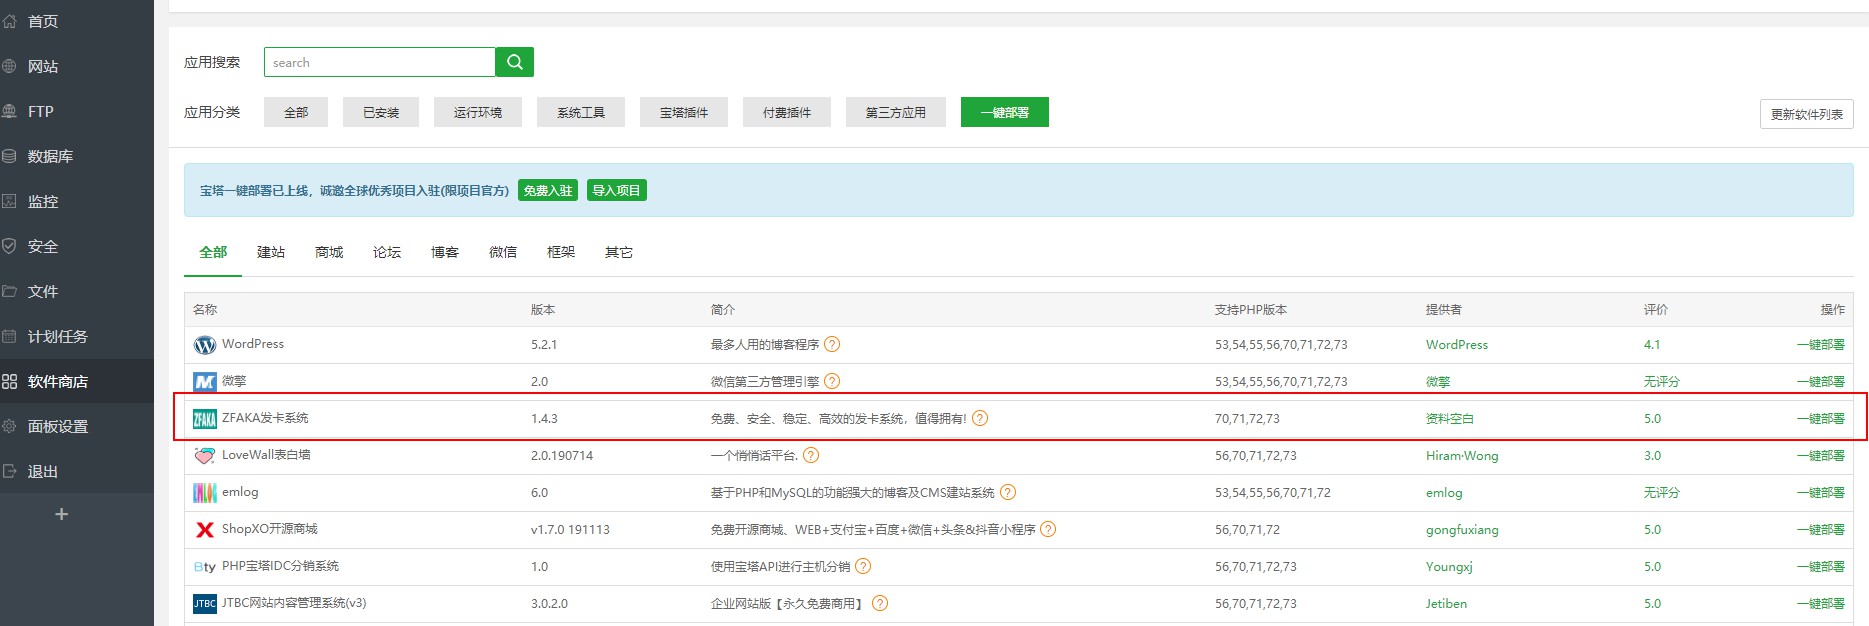 首页
网站
FTP
数据库
监控
安全
文件
计划任务
软件商店
面板设置
退出
+
应用搜索 search
应用分类 全部 已安装 运行环境 系统工具 宝塔插件 付费插件 第三方应用 一键部署 更新软件列表
宝塔一键部署已上线，诚邀全球优秀项目入驻(限项目官方) 免费入驻 导入项目
全部 建站 商城 论坛 博客 微信 框架 其它
名称 版本 简介 支持PHP版本 提供者 评价 操作
WordPress 5.2.1 最多人用的博客程序 ? 53,54,55,56,70,71,72,73 WordPress 4.1 一键部署
微擎 2.0 微信第三方管理引擎 ? 53,54,55,56,70,71,72,73 微擎 无评分 一键部署
ZFAKA ZFAKA发卡系统 1.4.3 免费、安全、稳定、高效的发卡系统，值得拥有! ? 70,71,72,73 资料空白 5.0 一键部署
LoveWall表白墙 2.0.190714 一个悄悄话平台. ? 56,70,71,72,73 Hiram·Wong 3.0 一键部署
emlog 6.0 基于PHP和MySQL的功能强大的博客及CMS建站系统 ? 53,54,55,56,70,71,72 emlog 无评分 一键部署
ShopXO开源商城 v1.7.0 191113 免费开源商城、WEB+支付宝+百度+微信+头条&抖音小程序 ? 56,70,71,72 gongfuxiang 5.0 一键部署
Bty PHP宝塔IDC分销系统 1.0 使用宝塔API进行主机分销 ? 56,70,71,72,73 Youngxj 5.0 一键部署
JTBC JTBC网站内容管理系统(v3) 3.0.2.0 企业网站版【永久免费商用】 ? 56,70,71,72,73 Jetiben 5.0 一键部署